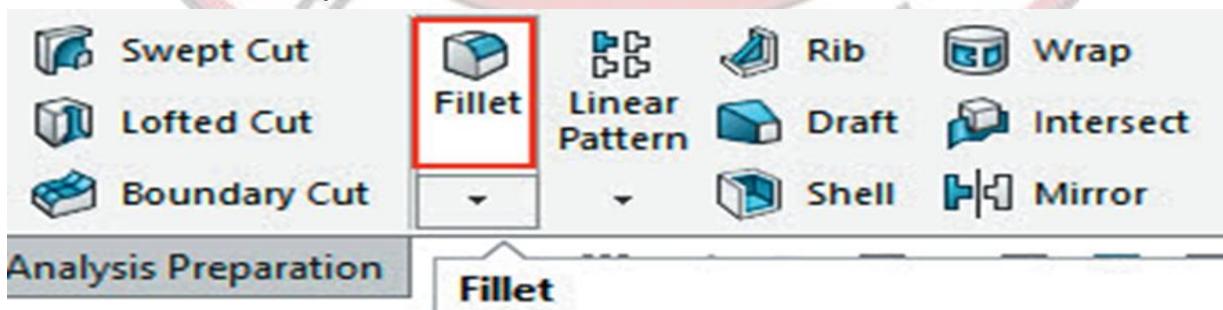 Swept Cut
Lofted Cut
Boundary Cut
Fillet
Linear
Pattern
Rib
Draft
Shell
Wrap
Intersect
Mirror
Analysis Preparation
Fillet